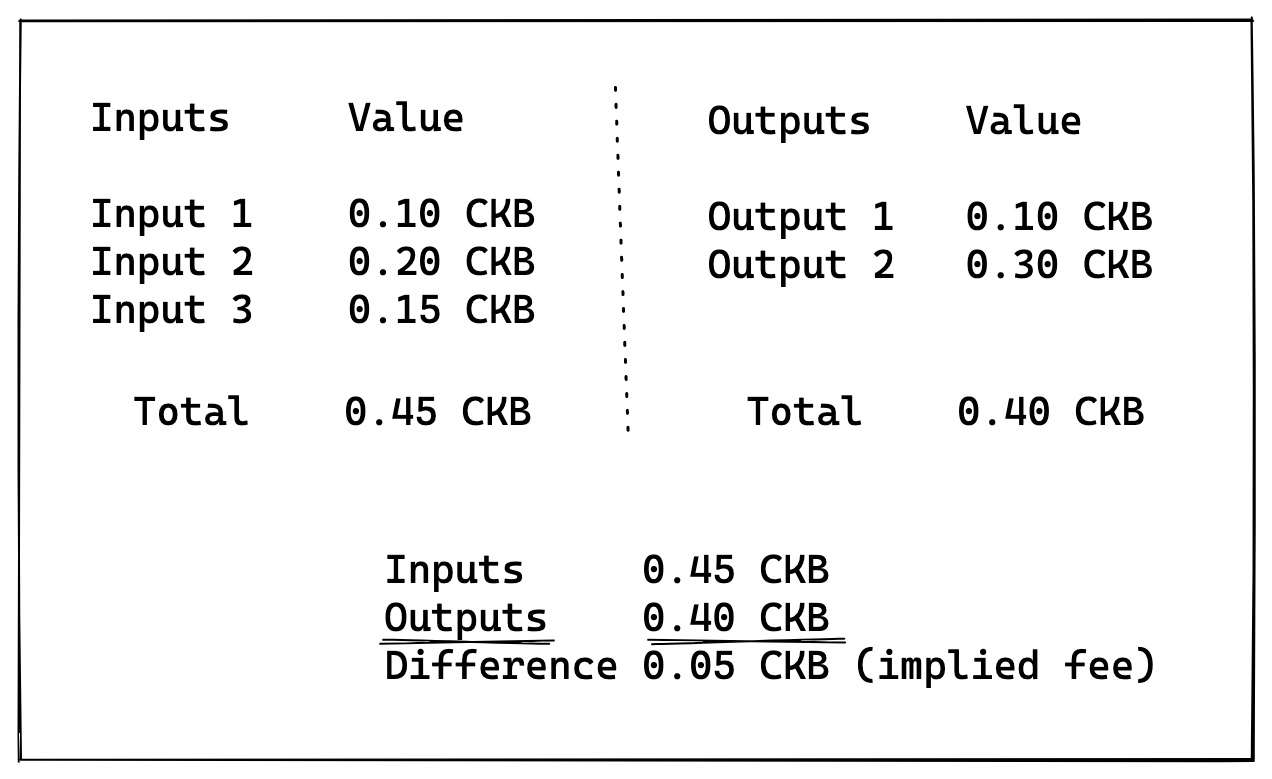 Inputs Value
Input 1 0.10 CKB
Input 2 0.20 CKB
Input 3 0.15 CKB
Total 0.45 CKB
Outputs Value
Output 1 0.10 CKB
Output 2 0.30 CKB
Total 0.40 CKB
Inputs 0.45 CKB
Outputs 0.40 CKB
Difference 0.05 CKB (implied fee)